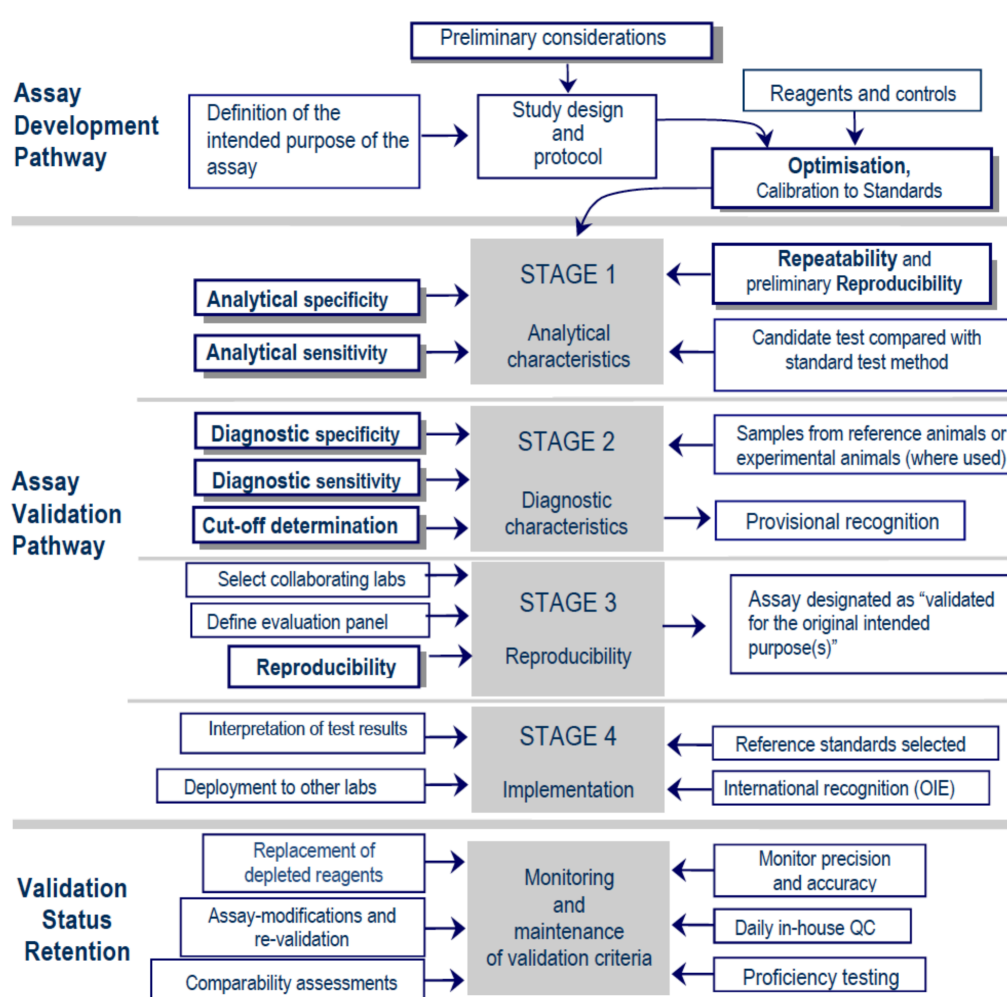 Preliminary considerations
Assay
Development
Pathway
Definition of the
intended purpose of the
assay
Study design
and
protocol
Reagents and controls
Optimisation,
Calibration to Standards
Assay
Validation
Pathway
STAGE 1
Analytical
characteristics
Analytical specificity
Analytical sensitivity
Repeatability and
preliminary Reproducibility
Candidate test compared with
standard test method
STAGE 2
Diagnostic
characteristics
Diagnostic specificity
Diagnostic sensitivity
Cut-off determination
Samples from reference animals or
experimental animals (where used)
Provisional recognition
STAGE 3
Reproducibility
Select collaborating labs
Define evaluation panel
Reproducibility
Assay designated as “validated
for the original intended
purpose(s)”
STAGE 4
Implementation
Interpretation of test results
Deployment to other labs
Reference standards selected
International recognition (OIE)
Validation
Status
Retention
Replacement of
depleted reagents
Assay-modifications and
re-validation
Comparability assessments
Monitoring
and
maintenance
of validation criteria
Monitor precision
and accuracy
Daily in-house QC
Proficiency testing